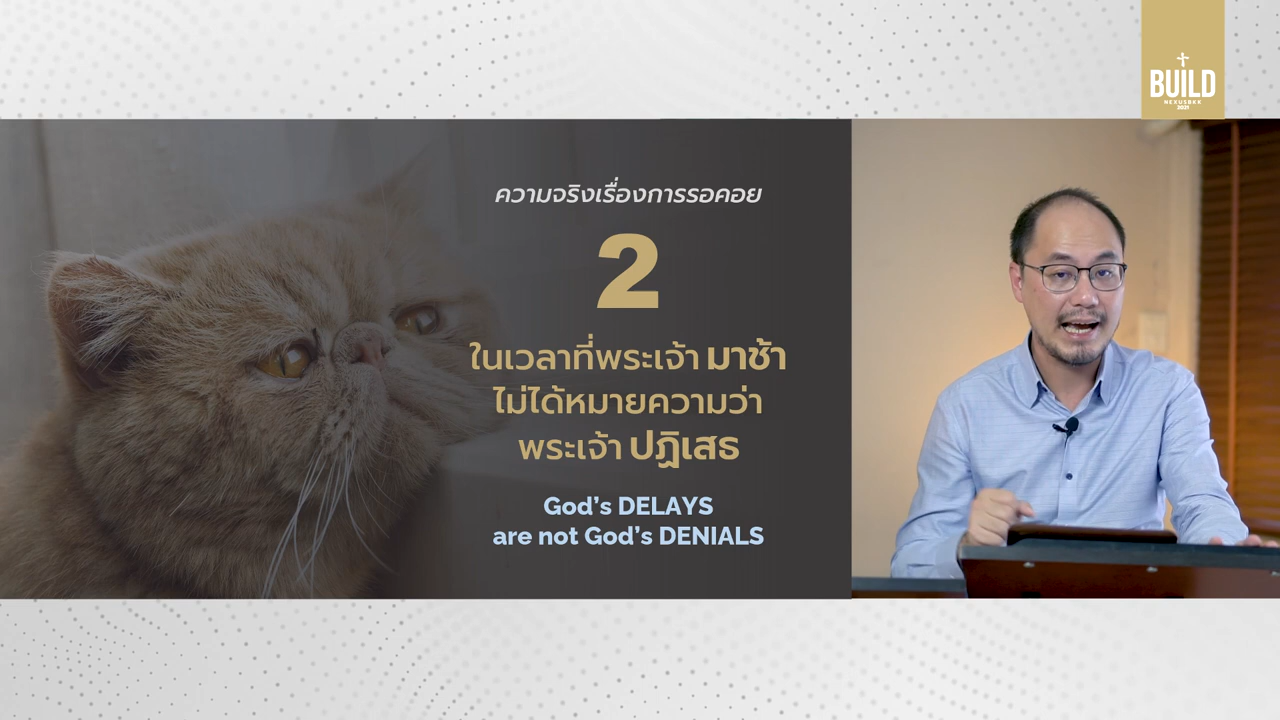 BUILD
NEXUSBKK
2021
ความจริงเรื่องการรอคอย
2
ในเวลาที่พระเจ้า มาช้า
ไม่ได้หมายความว่า
พระเจ้า ปฏิเสธ
God's DELAYS
are not God's DENIALS